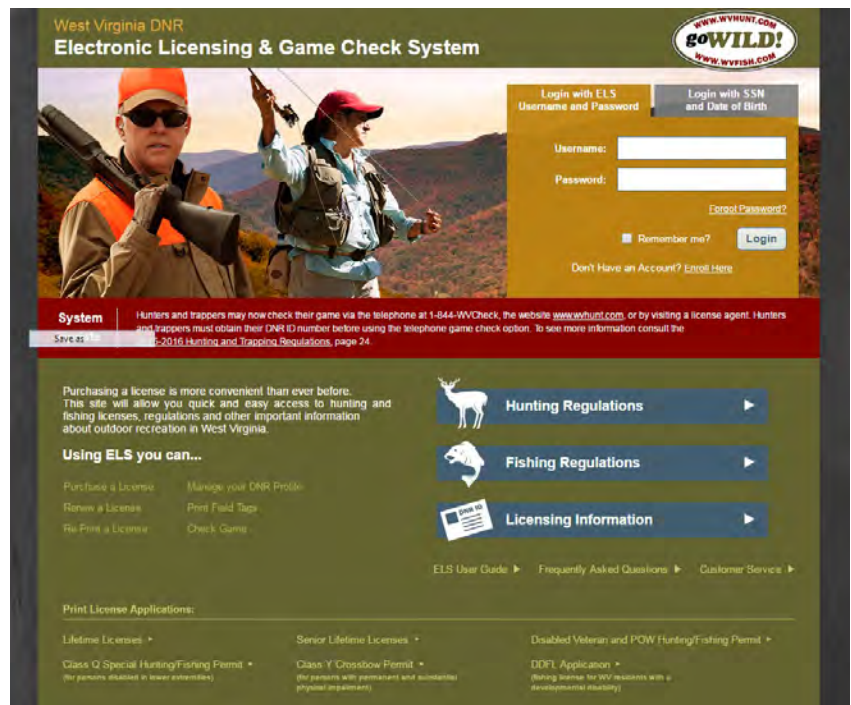 West Virginia DNR
Electronic Licensing & Game Check System
WWW.WVHUNT.COM
goWILD!
WWW.WVFISH.COM
Login with ELS
Username and Password
Login with SSN
and Date of Birth
Username:
Password:
Forgot Password?
Remember me?
Login
Don't Have an Account? Enroll Here
System
Save as
Hunters and trappers may now check their game via the telephone at 1-844-WVCheck, the website www.wvhunt.com, or by visiting a license agent. Hunters
and trappers must obtain their DNR ID number before using the telephone game check option. To see more information consult the
-2016 Hunting and Trapping Regulations, page 24.
Purchasing a license is more convenient than ever before.
This site will allow you quick and easy access to hunting and
fishing licenses, regulations and other important information
about outdoor recreation in West Virginia.
Using ELS you can...
Purchase a License
Manage your DNR Profile
Renew a License
Print Field Tags
Re-Print a License
Check Game
Hunting Regulations
Fishing Regulations
DNR ID
Licensing Information
ELS User Guide
Frequently Asked Questions
Customer Service
Print License Applications:
Lifetime Licenses
Senior Lifetime Licenses
Disabled Veteran and POW Hunting/Fishing Permit
Class Q Special Hunting/Fishing Permit
(for persons disabled in lower extremities)
Class Y Crossbow Permit
(for persons with permanent and substantial
physical impairment)
DDFL Application
(fishing license for WV residents with a
developmental disability)